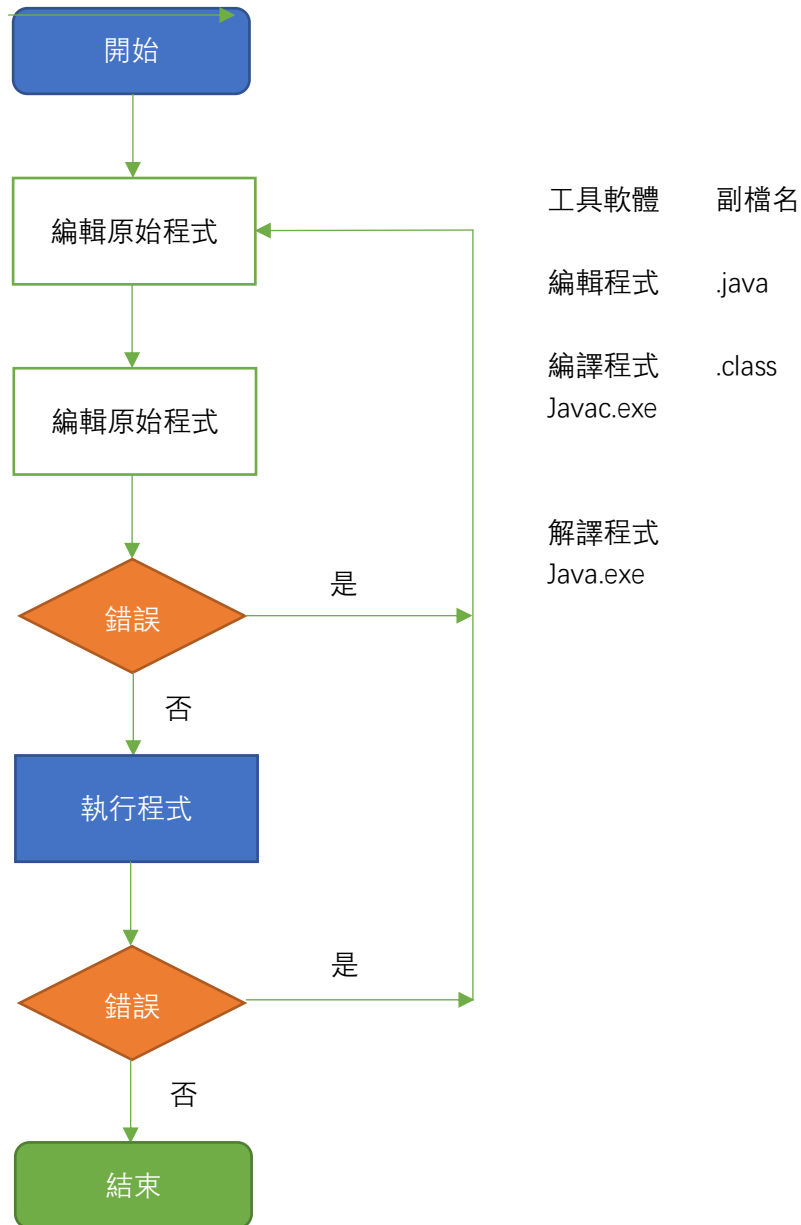 開始
編輯原始程式
編輯原始程式
錯誤
是
否
執行程式
錯誤
是
否
結束
工具軟體 副檔名
編輯程式 .java
編譯程式 .class
Javac.exe
解譯程式
Java.exe